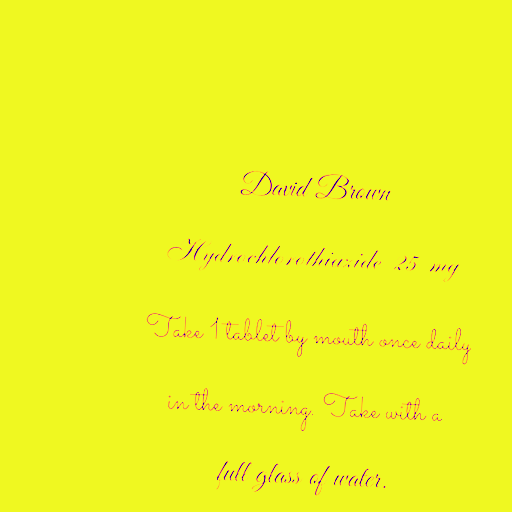 David Brown
Hydrochlorothiazide 25 mg
Take 1 tablet by mouth once daily
in the morning. Take with a
full glass of water.